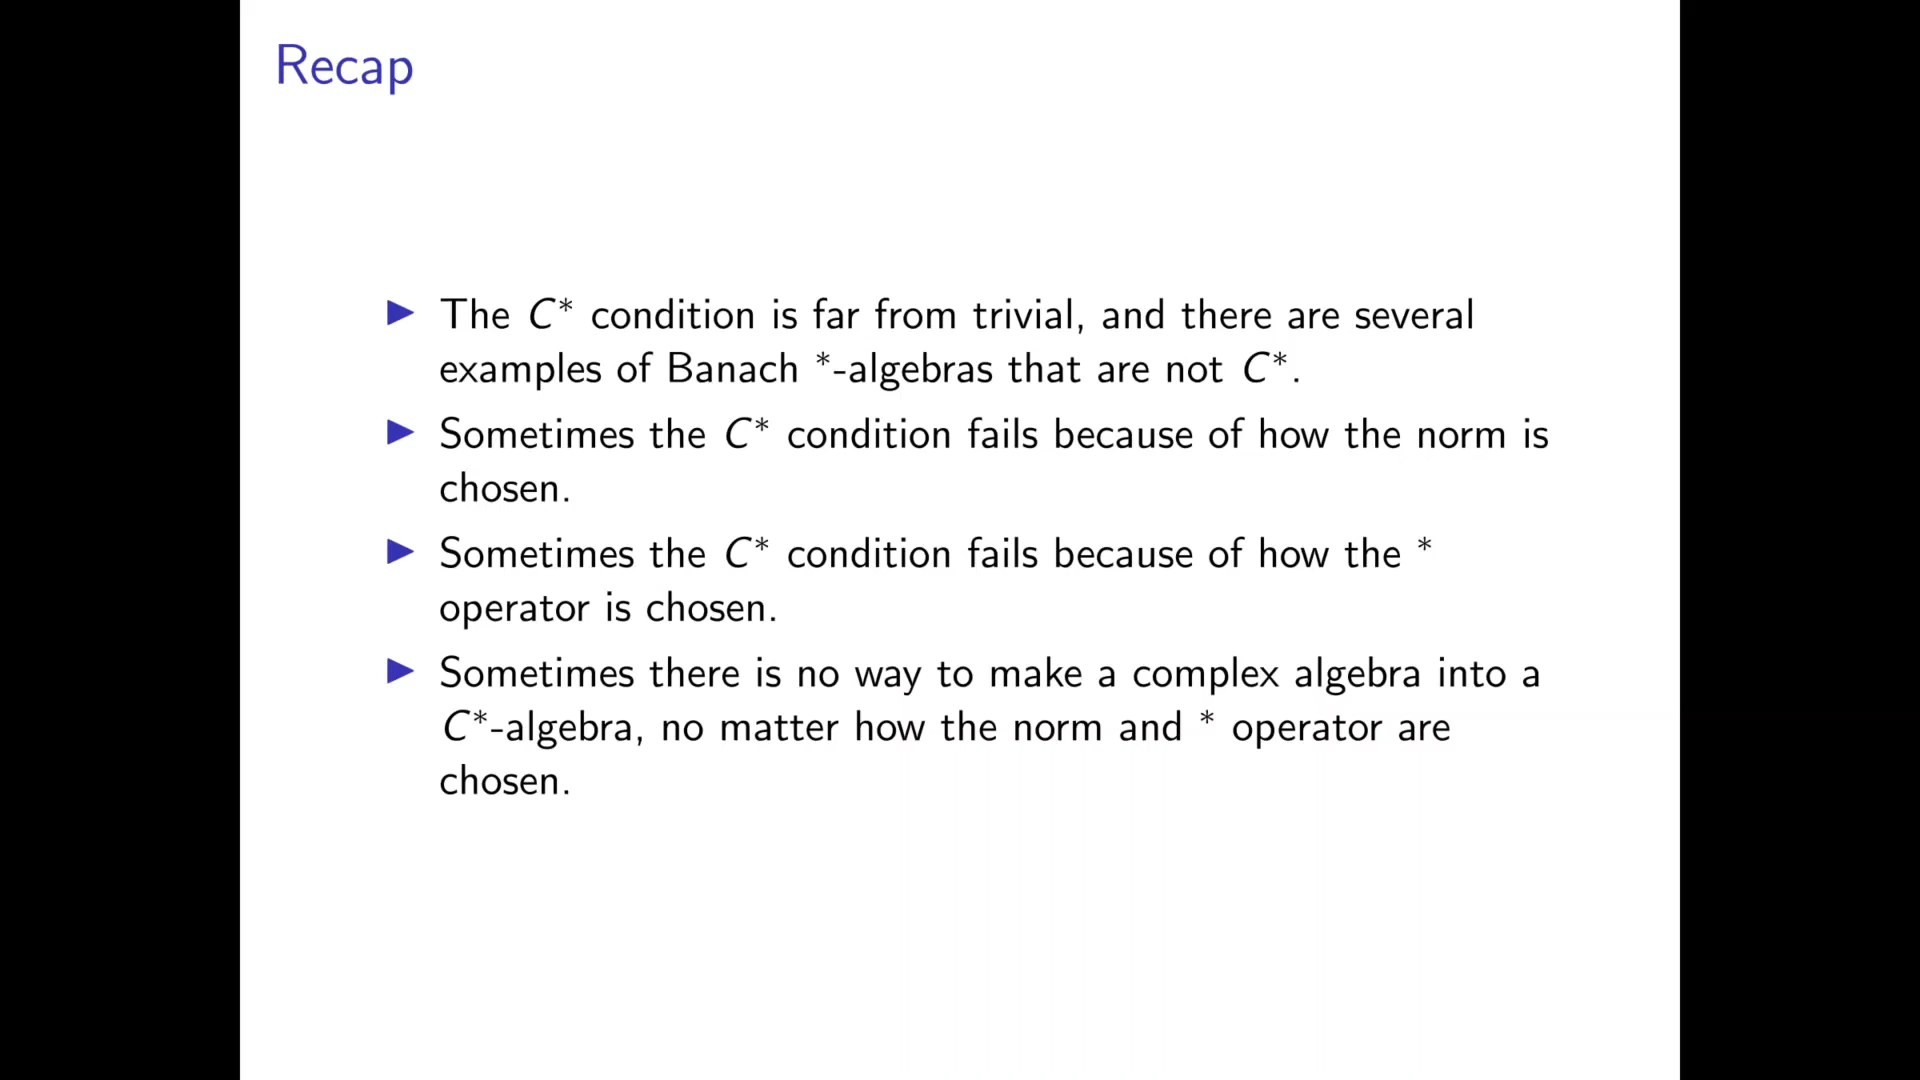 Recap
▶ The C* condition is far from trivial, and there are several
examples of Banach *-algebras that are not C*.
▶ Sometimes the C* condition fails because of how the norm is
chosen.
▶ Sometimes the C* condition fails because of how the *
operator is chosen.
▶ Sometimes there is no way to make a complex algebra into a
C*-algebra, no matter how the norm and * operator are
chosen.